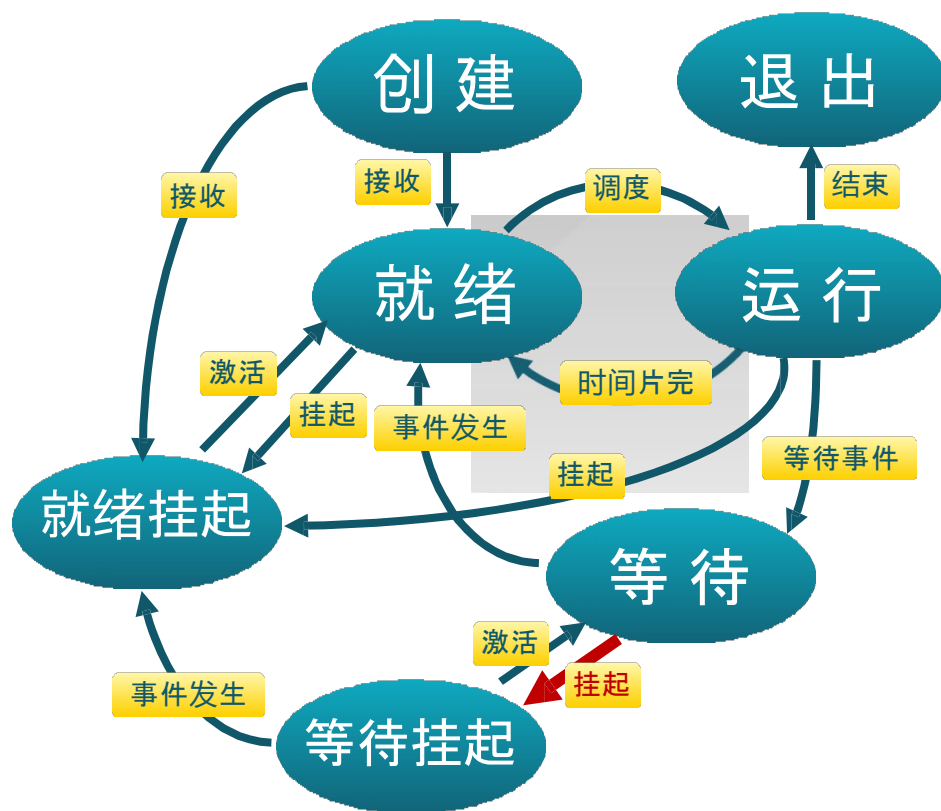 创建
退出
接收
接收
调度
结束
就绪
运行
激活
时间片完
挂起
事件发生
等待事件
挂起
就绪挂起
等待
激活
挂起
事件发生
等待挂起